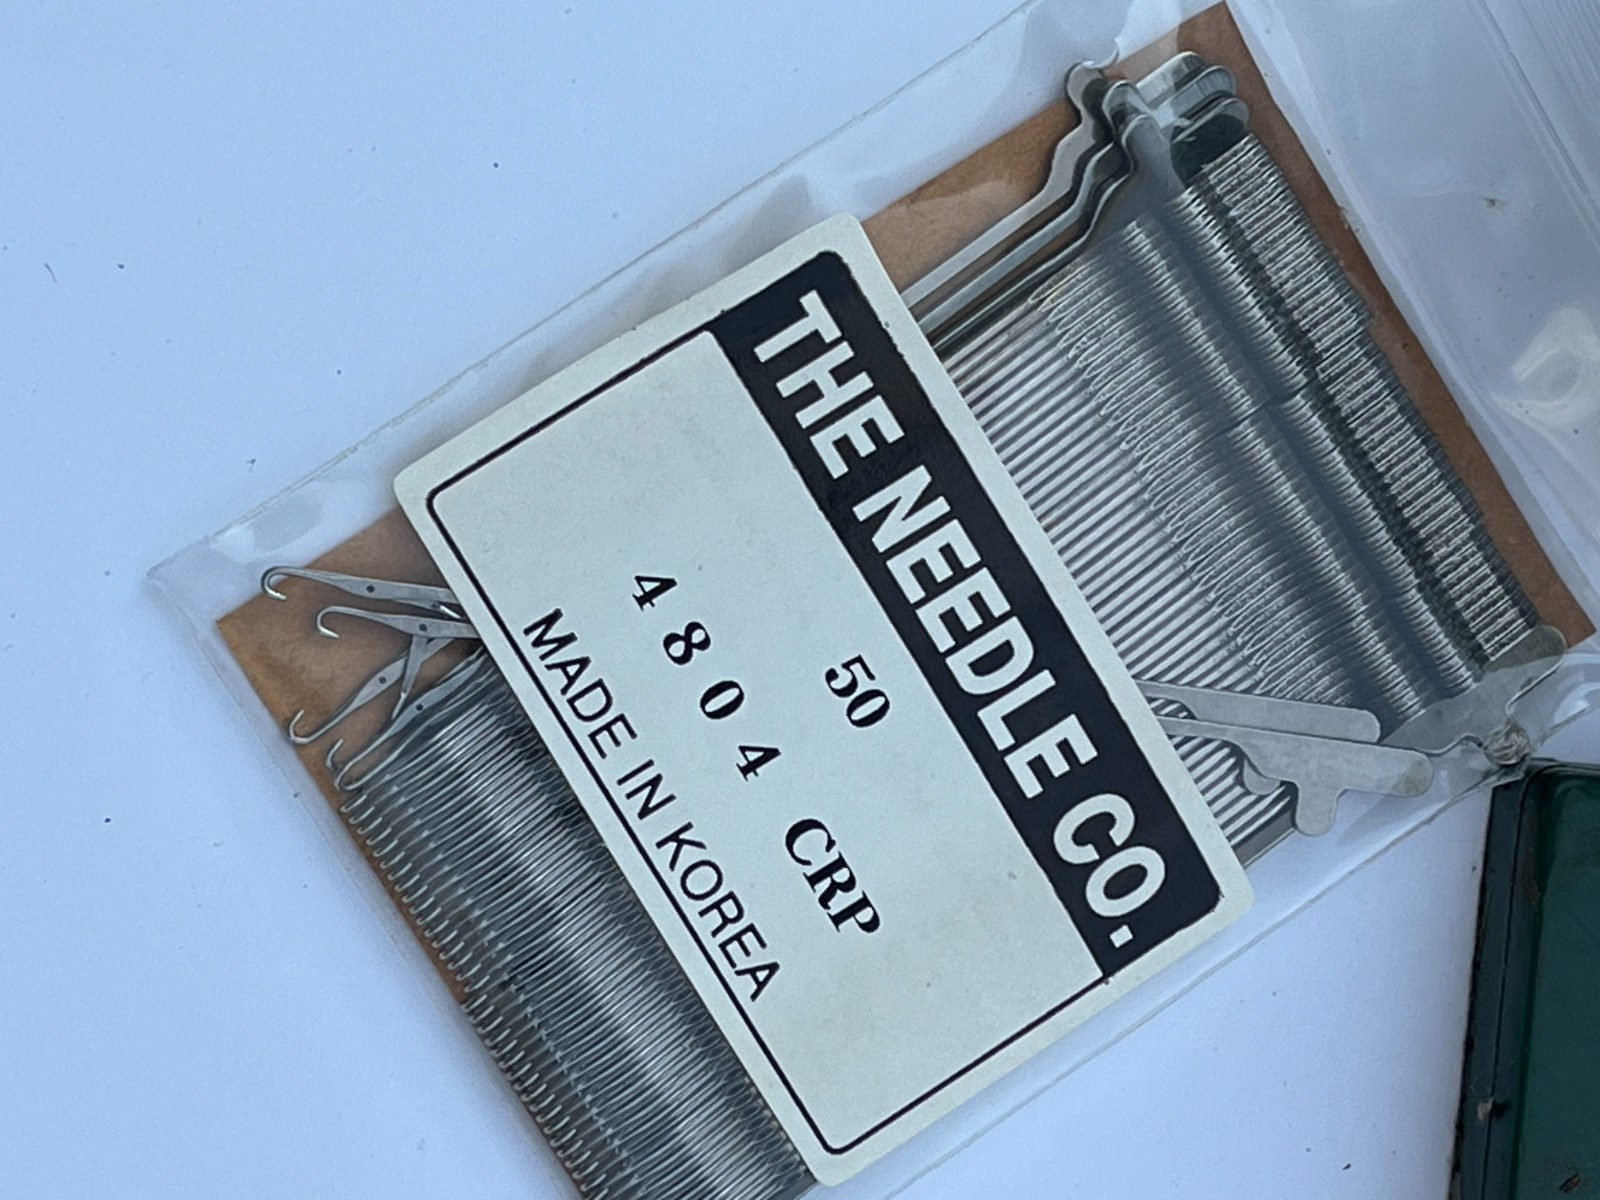 THE NEEDLE CO.
50
4804 CRP
MADE IN KOREA